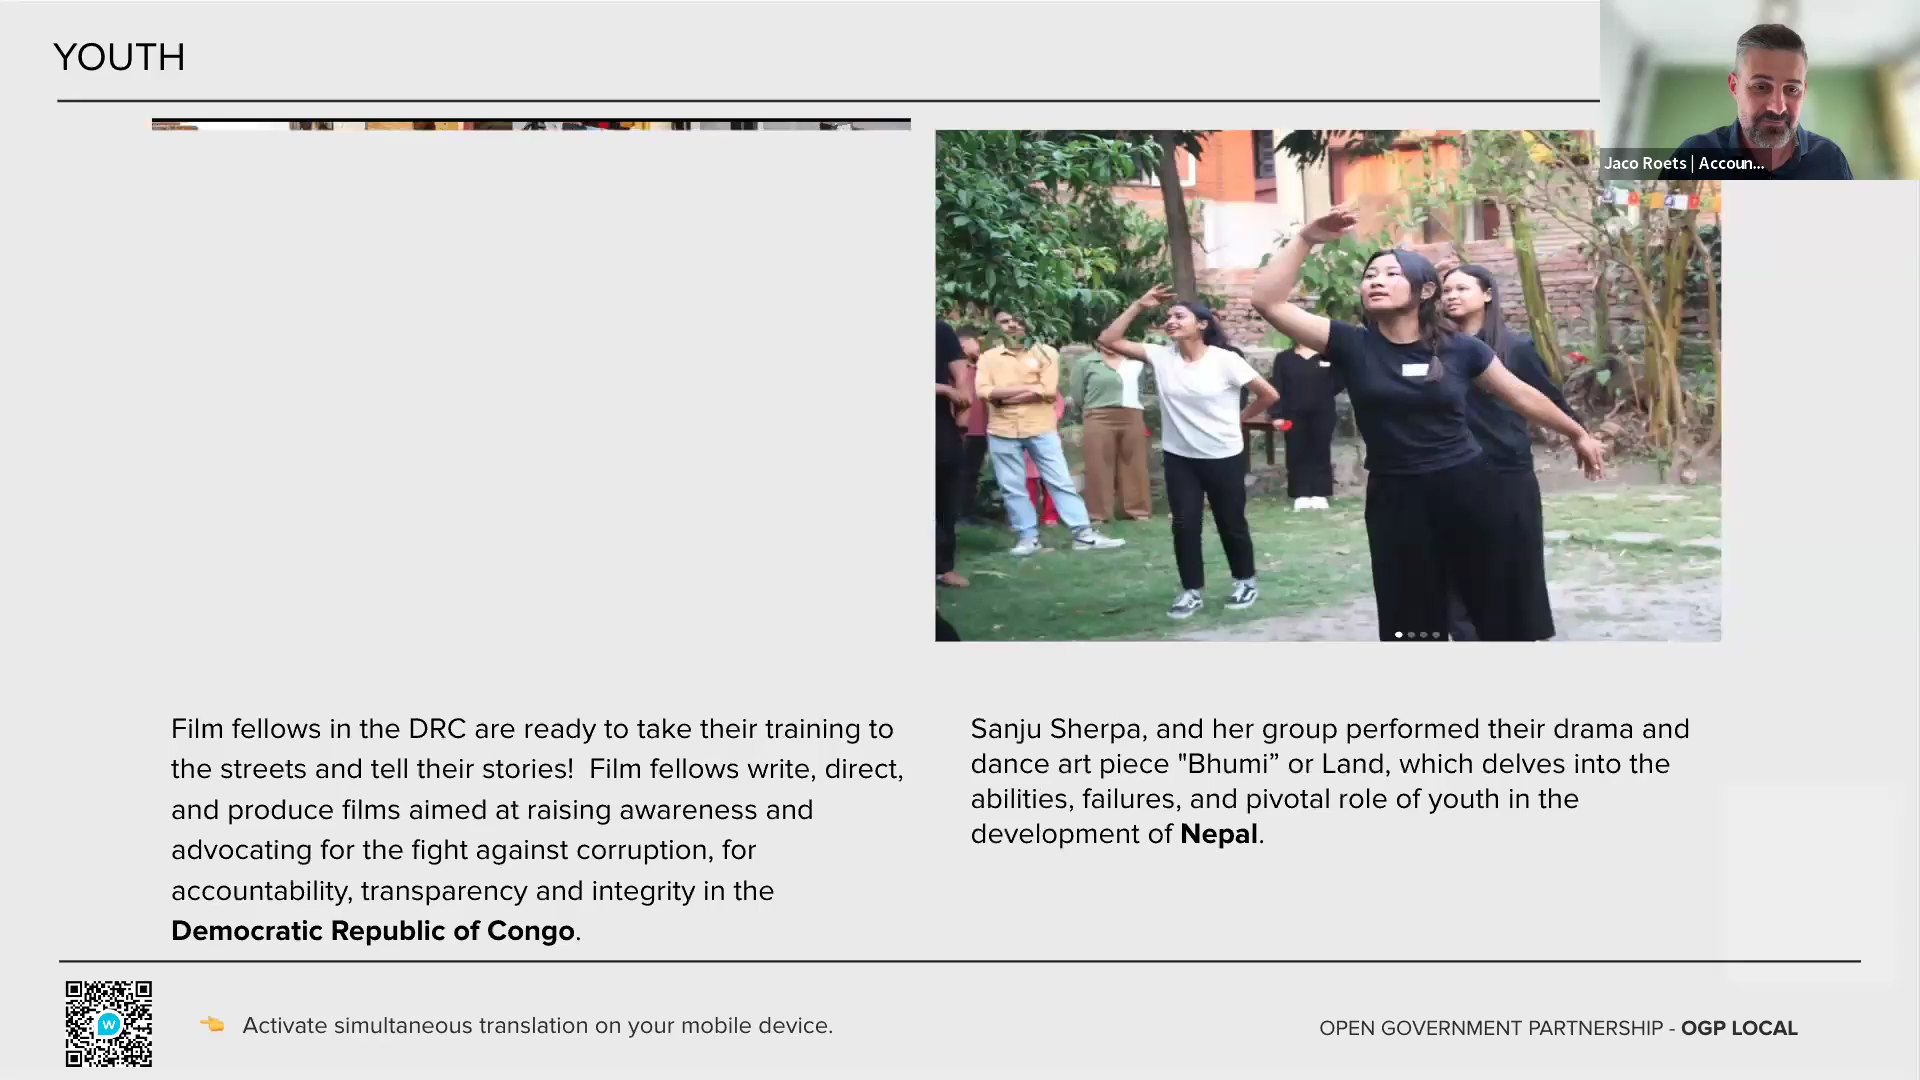 YOUTH
Jaco Roets | Accoun...
Film fellows in the DRC are ready to take their training to
the streets and tell their stories!  Film fellows write, direct,
and produce films aimed at raising awareness and
advocating for the fight against corruption, for
accountability, transparency and integrity in the
Democratic Republic of Congo.
Sanju Sherpa, and her group performed their drama and
dance art piece "Bhumi” or Land, which delves into the
abilities, failures, and pivotal role of youth in the
development of Nepal.
w
Activate simultaneous translation on your mobile device.
OPEN GOVERNMENT PARTNERSHIP - OGP LOCAL